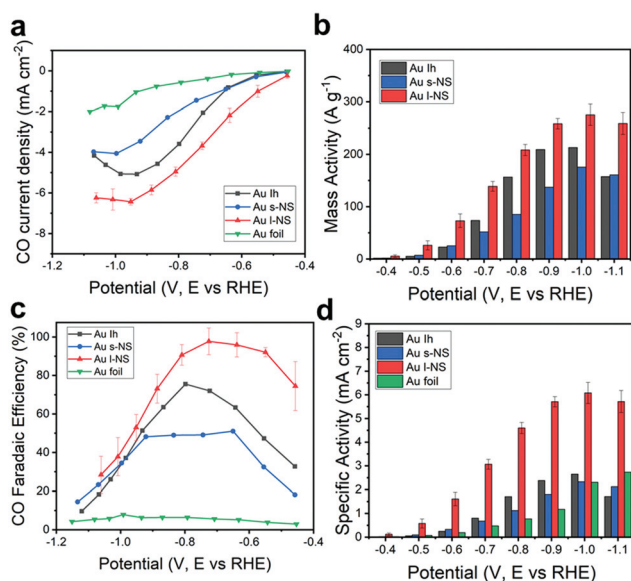 a
CO current density (mA cm⁻²)
0
-2
-4
-6
-8
Au Ih
Au s-NS
Au l-NS
Au foil
-1.0
-0.8
-0.6
-0.4
Potential (V, E vs RHE)
b
Mass Activity (A g⁻¹)
400
300
200
100
0
Au Ih
Au s-NS
Au l-NS
-0.4 -0.5 -0.6 -0.7 -0.8 -0.9 -1.0 -1.1
Potential (V, E vs RHE)
c
CO Faradaic Efficiency (%)
100
80
60
40
20
0
Au Ih
Au s-NS
Au l-NS
Au foil
-1.2 -1.0 -0.8 -0.6 -0.4
Potential (V, E vs RHE)
d
Specific Activity (mA cm⁻²)
9
8
7
6
5
4
3
2
1
0
Au Ih
Au s-NS
Au l-NS
Au foil
-0.4 -0.5 -0.6 -0.7 -0.8 -0.9 -1.0 -1.1
Potential (V, E vs RHE)